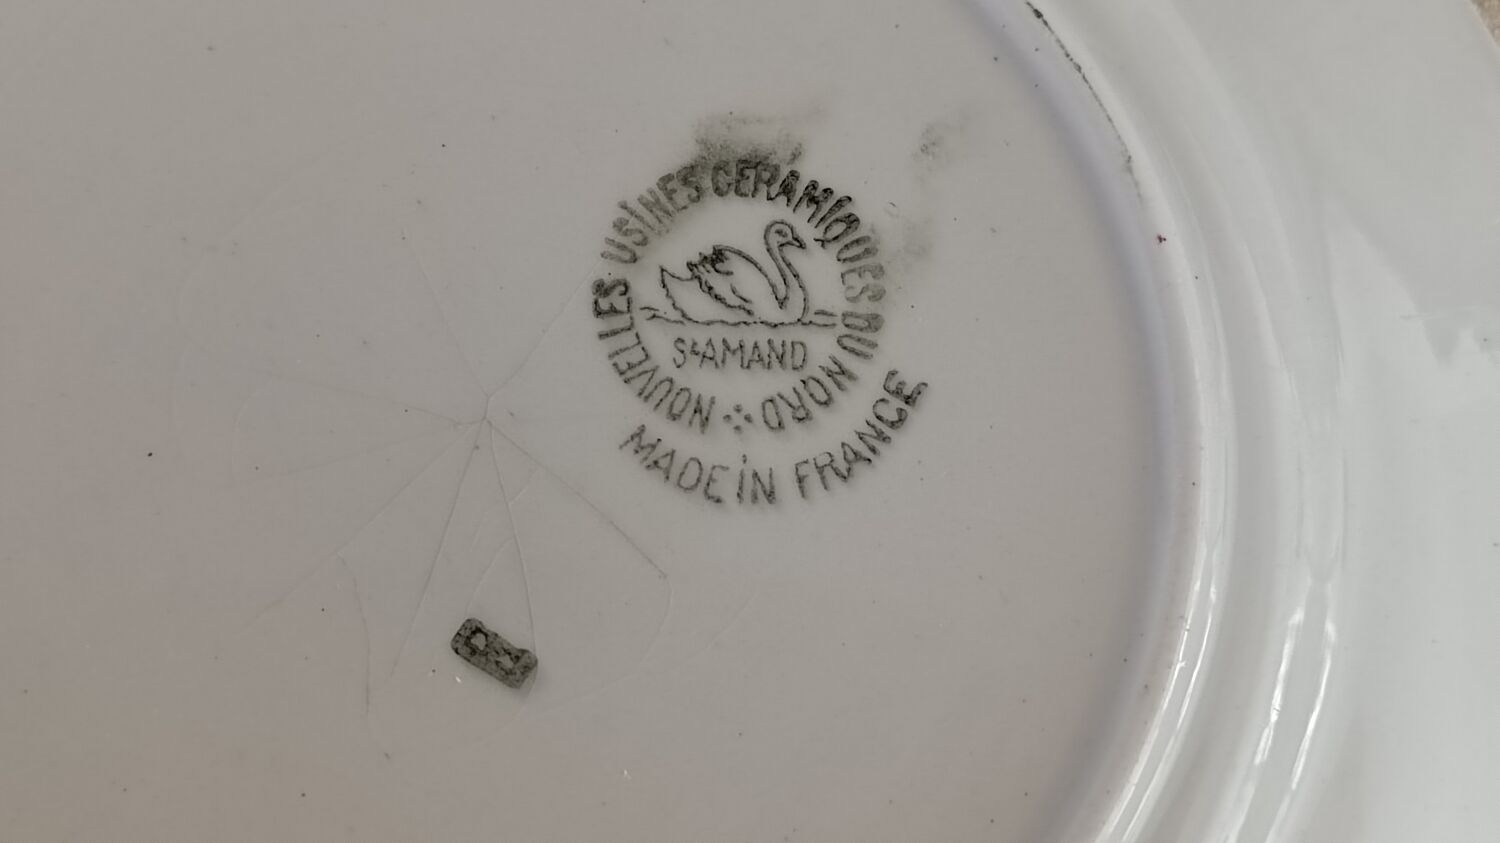 NOUVELLES USINES CERAMIQUES DU NORD
St AMAND
MADE IN FRANCE